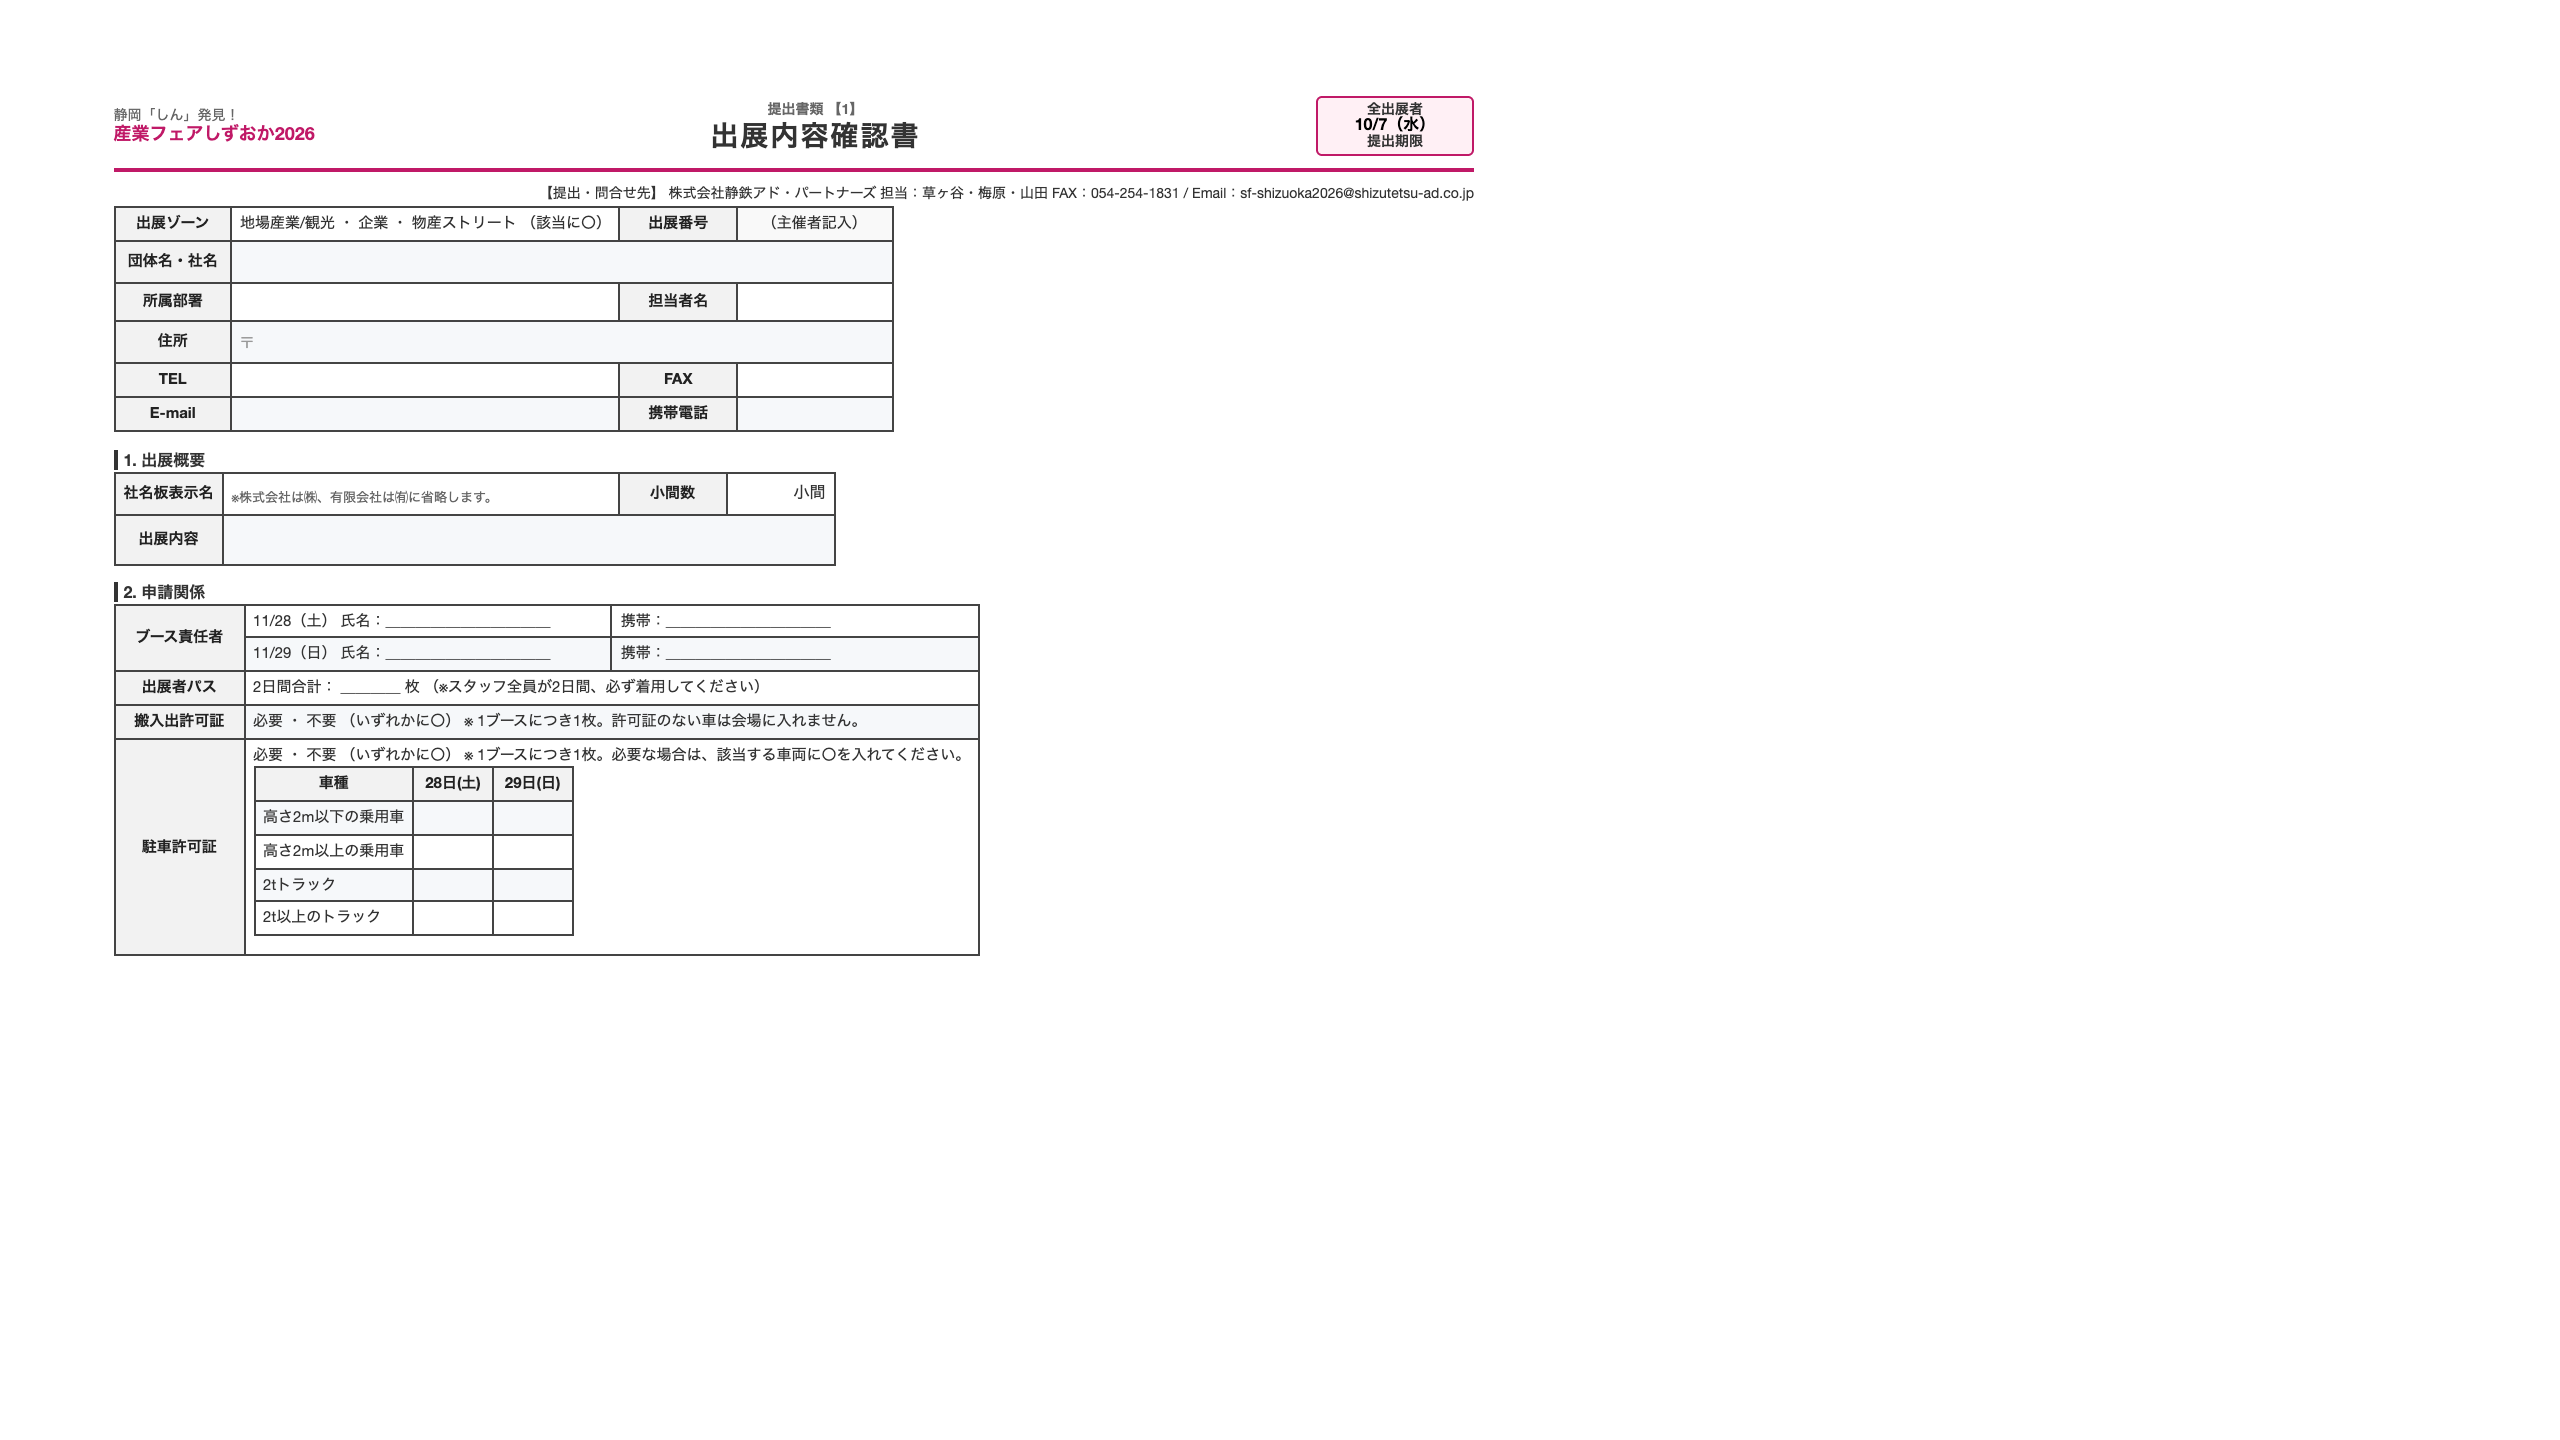 静岡「しん」発見！
産業フェアしずおか2026
提出書類 【1】
出展内容確認書
全出展者
10/7（水）
提出期限
【提出・問合せ先】 株式会社静鉄アド・パートナーズ 担当：草ヶ谷・梅原・山田 FAX：054-254-1831 / Email：sf-shizuoka2026@shizutetsu-ad.co.jp
出展ゾーン 地場産業/観光 ・ 企業 ・ 物産ストリート （該当に〇） 出展番号 （主催者記入）
団体名・社名
所属部署 担当者名
住所 〒
TEL FAX
E-mail 携帯電話
1. 出展概要
社名板表示名 ※株式会社は㈱、有限会社は㈲に省略します。 小間数 小間
出展内容
2. 申請関係
ブース責任者 11/28（土） 氏名：______________________ 携帯：______________________
11/29（日） 氏名：______________________ 携帯：______________________
出展者パス 2日間合計： ________ 枚 （※スタッフ全員が2日間、必ず着用してください）
搬入出許可証 必要 ・ 不要 （いずれかに〇） ※ 1ブースにつき1枚。許可証のない車は会場に入れません。
駐車許可証 必要 ・ 不要 （いずれかに〇） ※ 1ブースにつき1枚。必要な場合は、該当する車両に〇を入れてください。
車種 28日(土) 29日(日)
高さ2m以下の乗用車
高さ2m以上の乗用車
2tトラック
2t以上のトラック